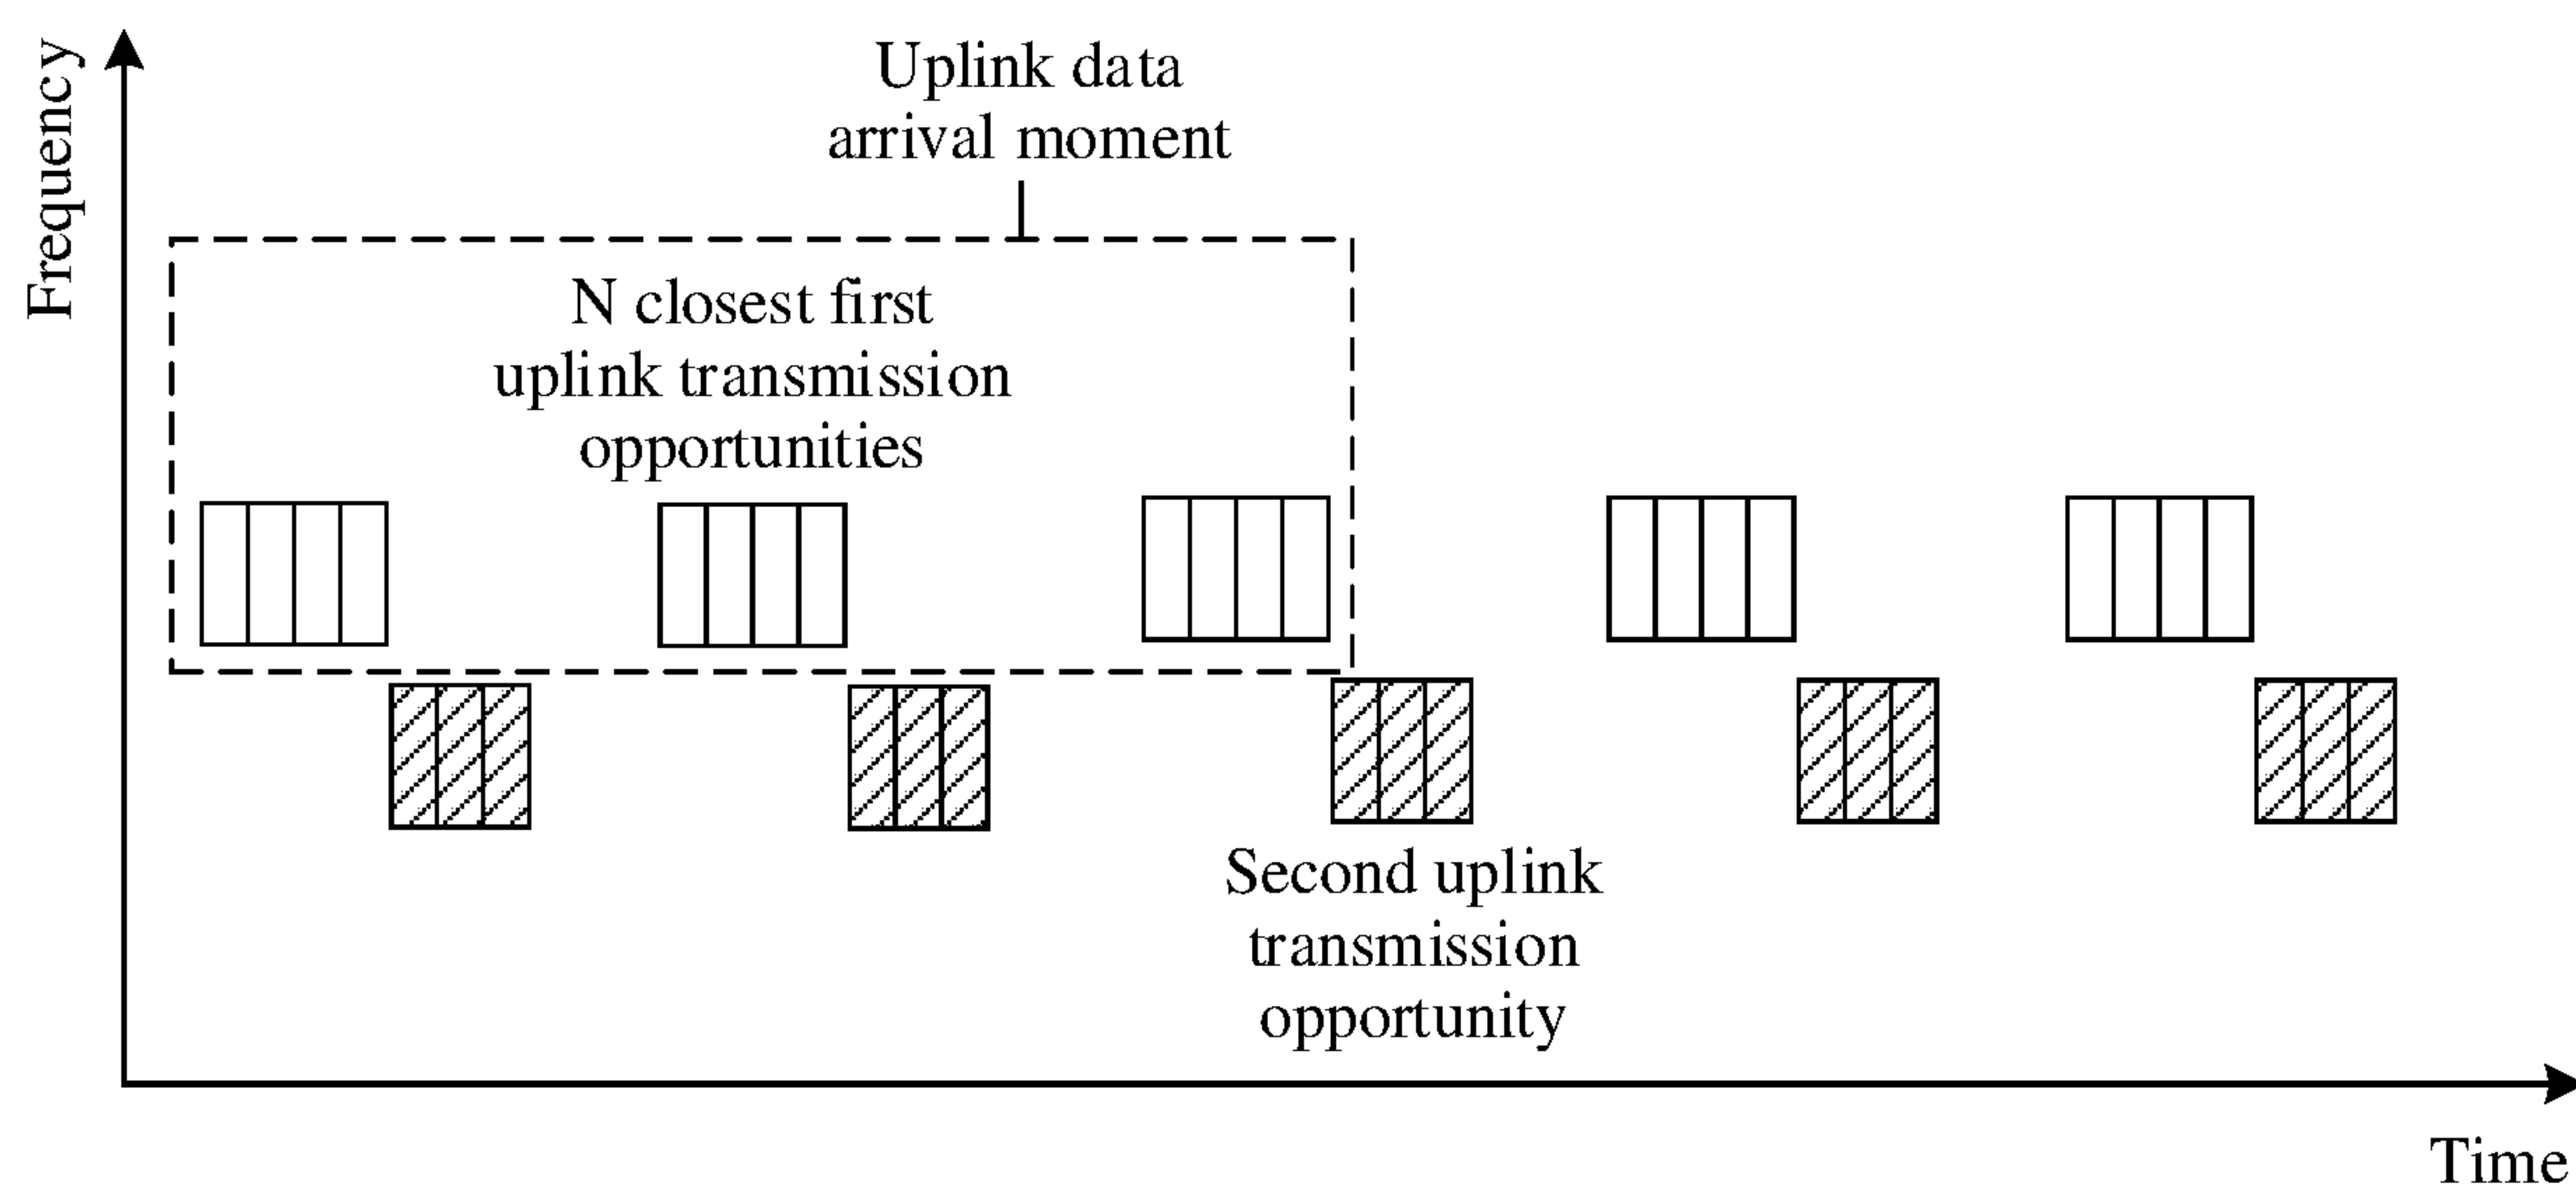 Frequency
Uplink data
arrival moment
N closest first
uplink transmission
opportunities
Second uplink
transmission
opportunity
Time